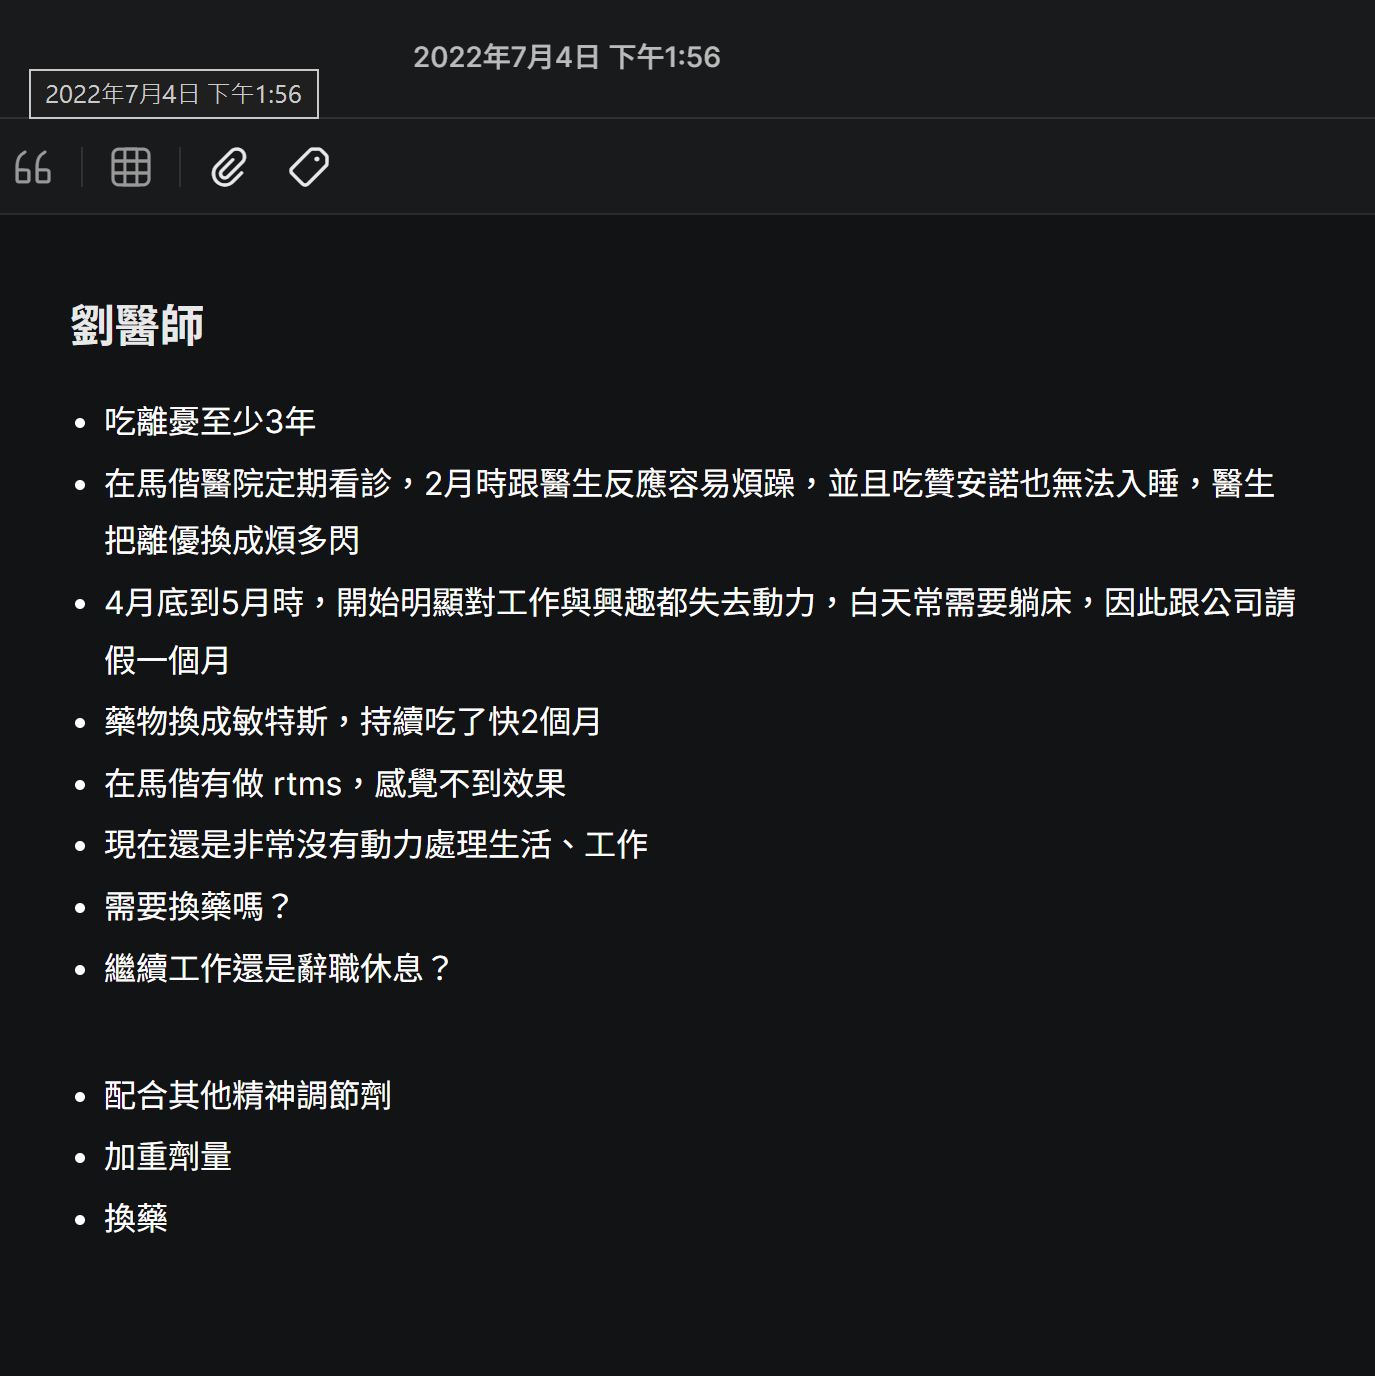 2022年7月4日 下午1:56
2022年7月4日 下午1:56
劉醫師
吃離憂至少3年
在馬偕醫院定期看診，2月時跟醫生反應容易煩躁，並且吃贊安諾也無法入睡，醫生
把離優換成煩多閃
4月底到5月時，開始明顯對工作與興趣都失去動力，白天常需要躺床，因此跟公司請
假一個月
藥物換成敏特斯，持續吃了快2個月
在馬偕有做 rtms，感覺不到效果
現在還是非常沒有動力處理生活、工作
需要換藥嗎？
繼續工作還是辭職休息？
配合其他精神調節劑
加重劑量
換藥